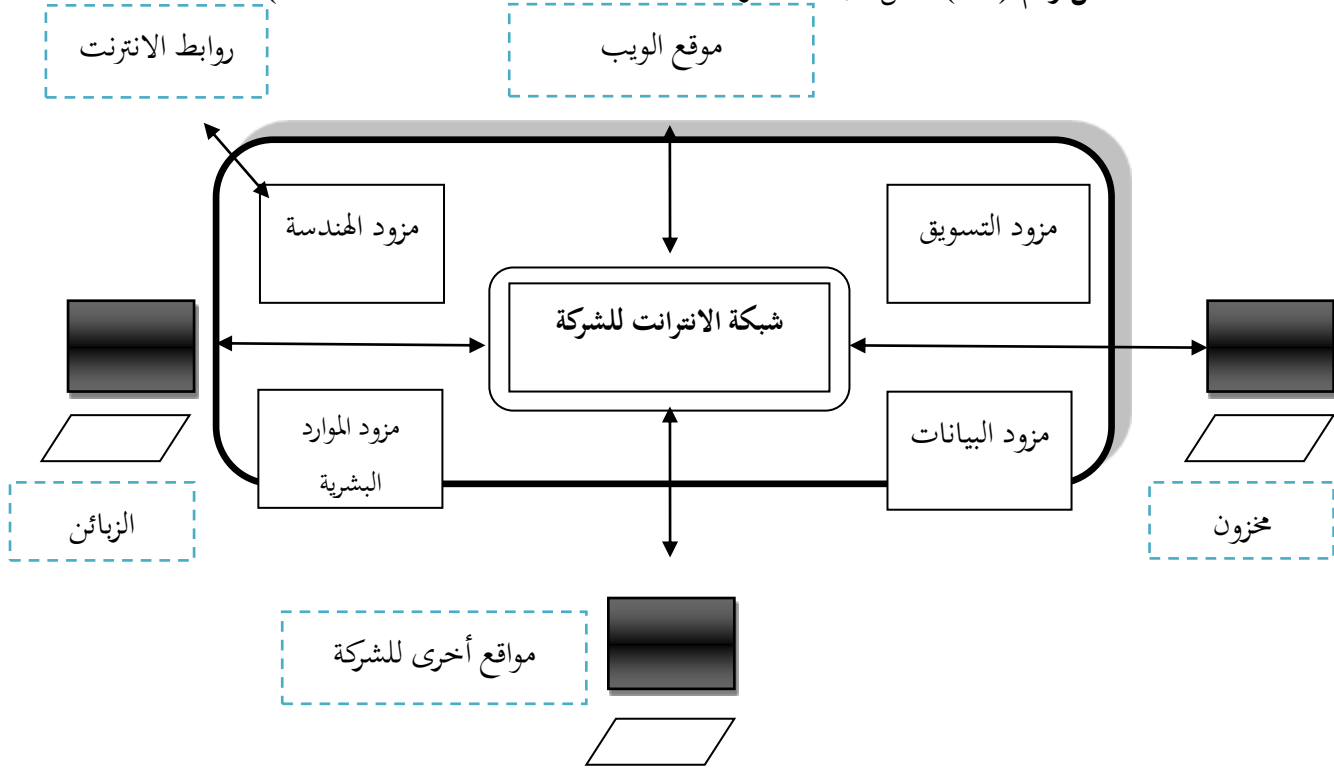 روابط الانترنت
موقع الويب
مزود الهندسة
مزود التسويق
شبكة الانترانت للشركة
مزود الموارد
البشرية
مزود البيانات
الزبائن
مخزون
مواقع أخرى للشركة